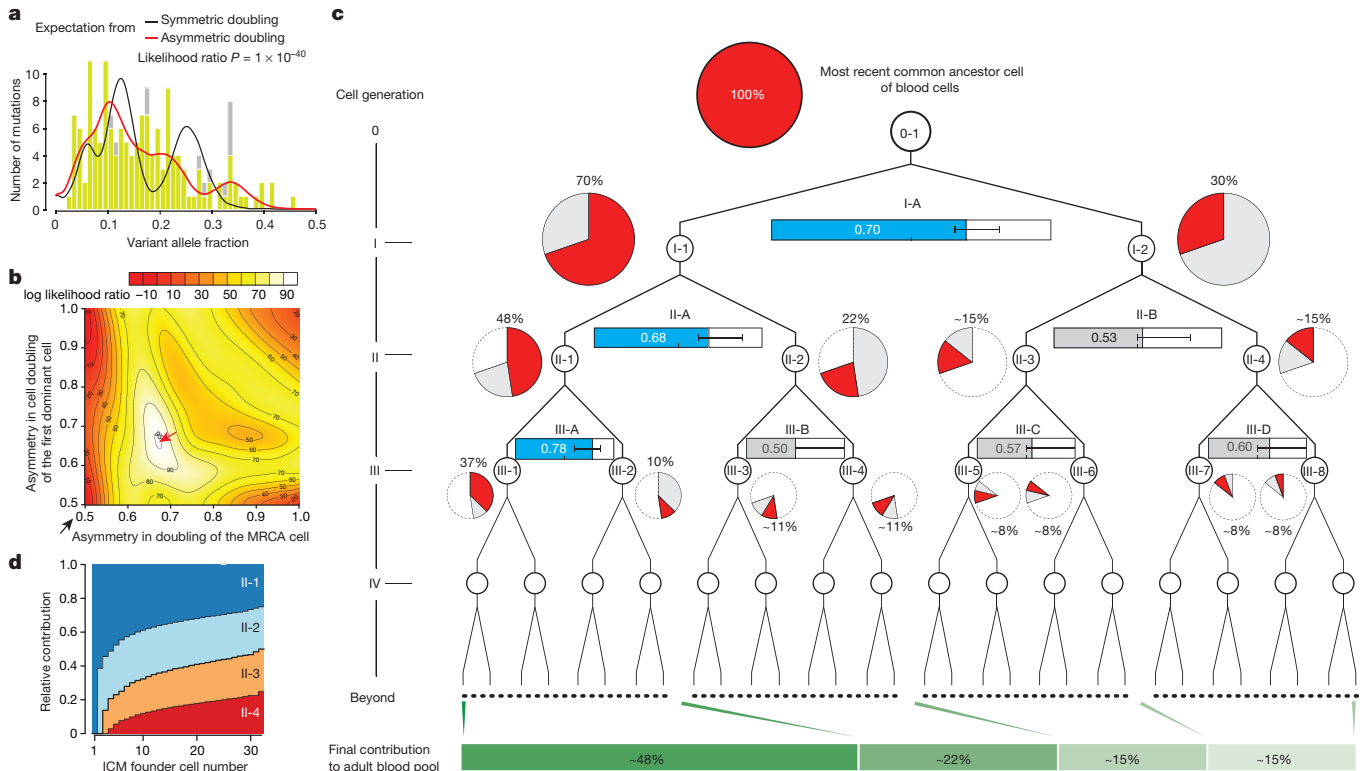 a
Expectation from
Symmetric doubling
Asymmetric doubling
Likelihood ratio P = 1 × 10⁻⁴⁰
Number of mutations
10
8
6
4
2
0
0 0.1 0.2 0.3 0.4 0.5
Variant allele fraction
b
log likelihood ratio −10 10 30 50 70 90
Asymmetry in cell doubling
of the first dominant cell
1.0
0.9
0.8
0.7
0.6
0.5
0.5 0.6 0.7 0.8 0.9 1.0
Asymmetry in doubling of the MRCA cell
d
Relative contribution
1.0
0.8
0.6
0.4
0.2
0
II-1
II-2
II-3
II-4
1 10 20 30
ICM founder cell number
c
Cell generation
0
I
II
III
IV
Beyond
Final contribution
to adult blood pool
100%
Most recent common ancestor cell
of blood cells
0-1
70%
I-A
30%
0.70
I-1
I-2
48%
II-A
22%
~15%
II-B
~15%
0.68
0.53
II-1
II-2
II-3
II-4
III-A
III-B
III-C
III-D
0.78
0.50
0.57
0.60
37%
III-1
III-2
10%
III-3
III-4
III-5
III-6
III-7
III-8
~11%
~11%
~8%
~8%
~8%
~8%
~48%
~22%
~15%
~15%